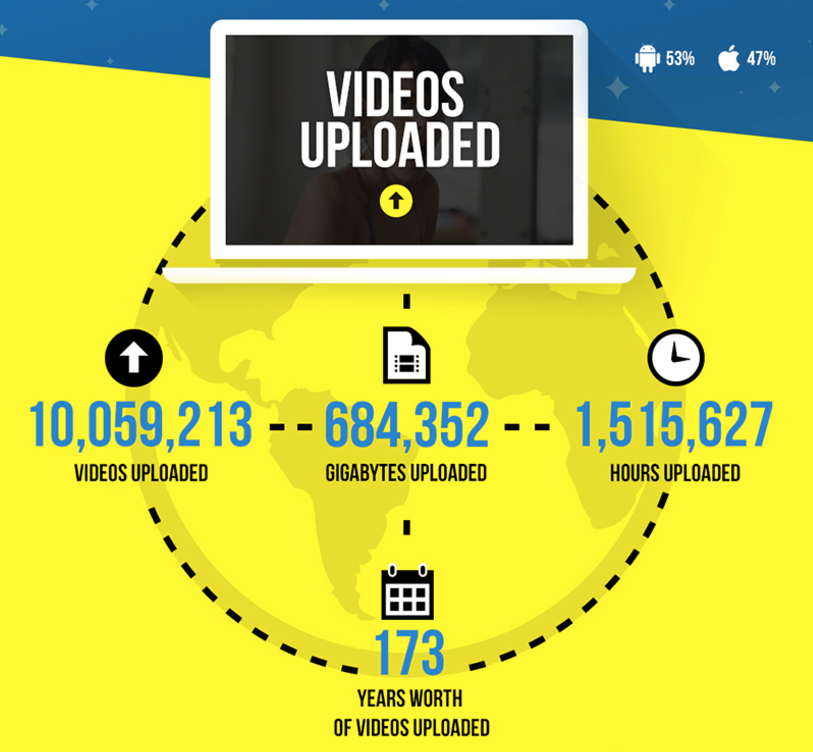 53% 47%
VIDEOS
UPLOADED
10,059,213 -- 684,352 -- 1,515,627
VIDEOS UPLOADED GIGABYTES UPLOADED HOURS UPLOADED
173
YEARS WORTH
OF VIDEOS UPLOADED